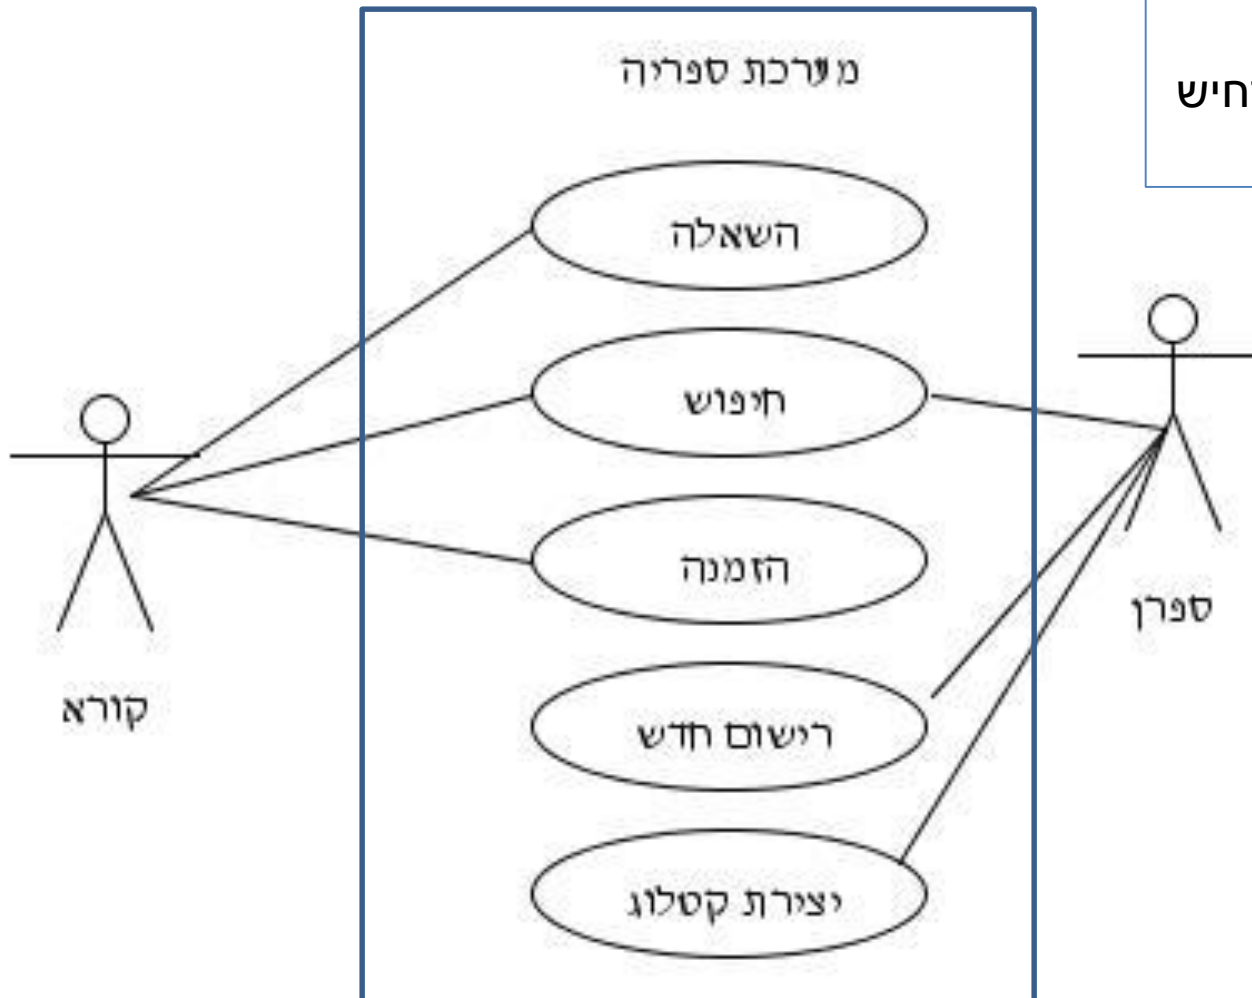 מערכת ספריה
השאלה
חיפוש
הזמנה
רישום חדש
יצירת קטלוג
קורא
ספרן